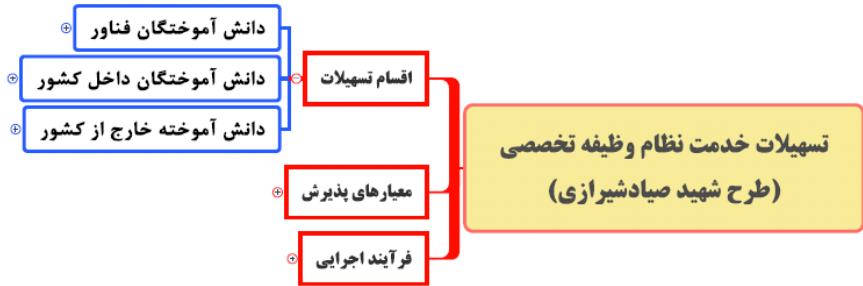 تسهیلات خدمت نظام وظیفه تخصصی
(طرح شهید صیادشیرازی)
اقسام تسهیلات
دانش آموختگان فناور
دانش آموختگان داخل کشور
دانش آموخته خارج از کشور
معیارهای پذیرش
فرآیند اجرایی